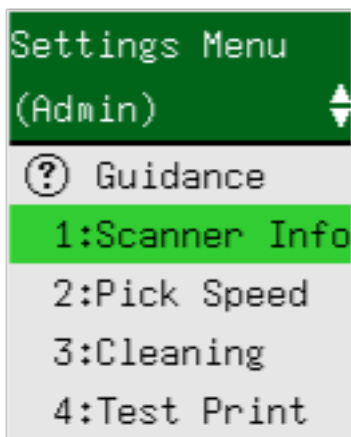 Settings Menu
(Admin)
? Guidance
1:Scanner Info
2:Pick Speed
3:Cleaning
4:Test Print